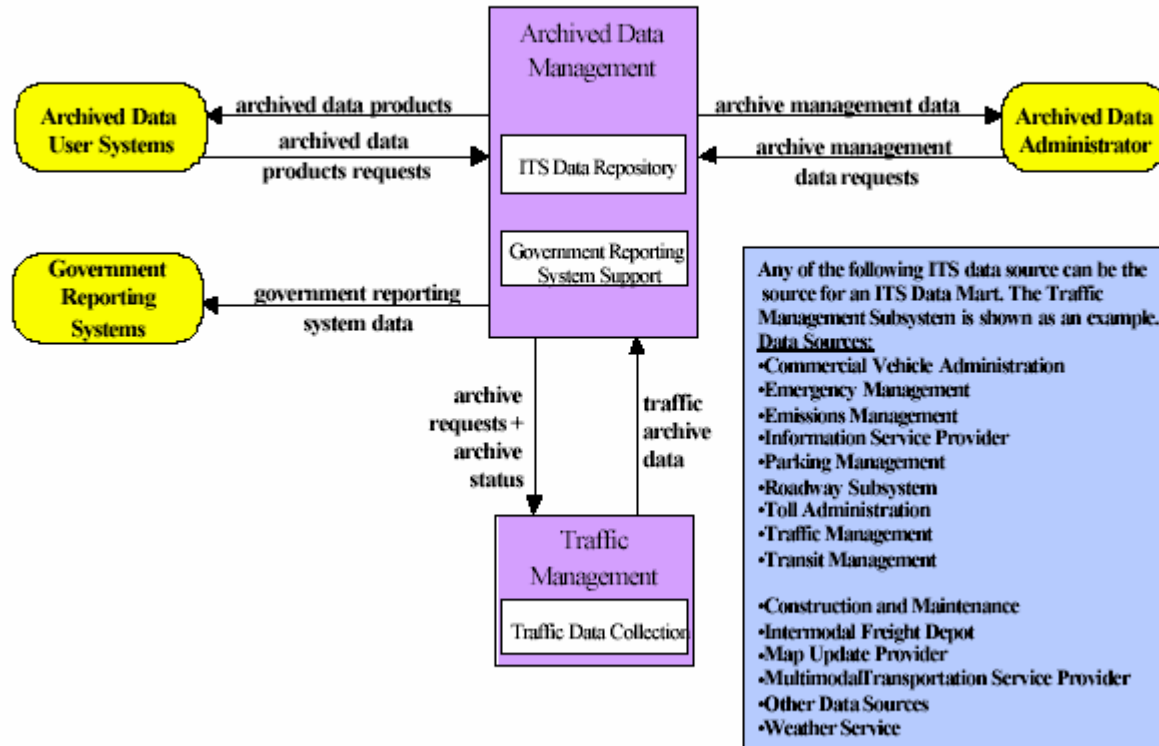 Archived Data
Management
ITS Data Repository
Government Reporting
System Support
Archived Data
User Systems
archived data products
archived data
products requests
archive management data
archive management
data requests
Archived Data
Administrator
Government
Reporting
Systems
government reporting
system data
archive
requests +
archive
status
traffic
archive
data
Traffic
Management
Traffic Data Collection
Any of the following ITS data source can be the
source for an ITS Data Mart. The Traffic
Management Subsystem is shown as an example.
Data Sources:
•Commercial Vehicle Administration
•Emergency Management
•Emissions Management
•Information Service Provider
•Parking Management
•Roadway Subsystem
•Toll Administration
•Traffic Management
•Transit Management
•Construction and Maintenance
•Intermodal Freight Depot
•Map Update Provider
•MultimodalTransportation Service Provider
•Other Data Sources
•Weather Service